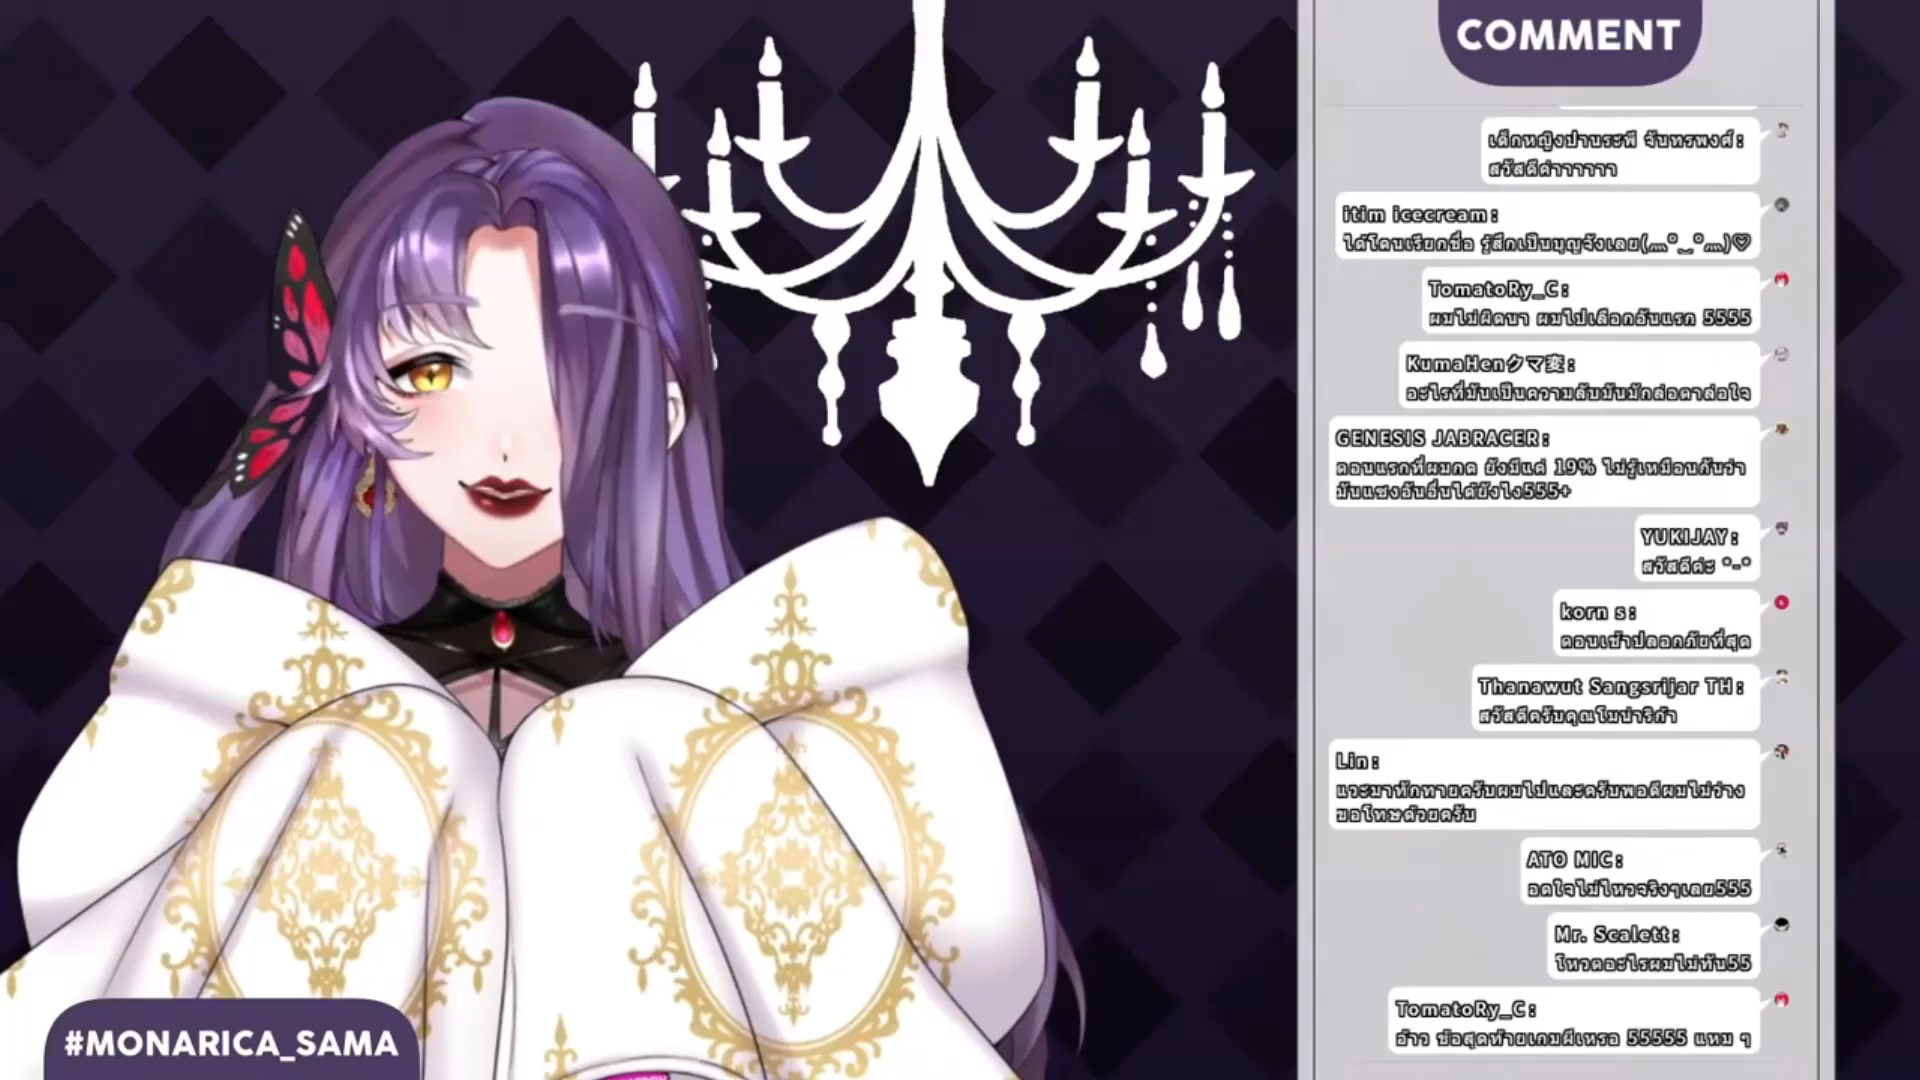 COMMENT
เด็กหญิงปานระพี จันทรพงศ์:
สวัสดีค่าาาาาา
itim icecream:
ได้โดนเรียกชื่อ รู้สึกเป็นบุญจังเลย(灬º‿º灬)♡
TomatoRy_C:
ผมไม่ผิดนา ผมไปเลือกอันแรก 5555
KumaHenクマ変:
อะไรที่มันเป็นความลับมันมักล่อตาล่อใจ
GENESIS JABRACER:
ตอนแรกที่ผมกด ยังมีแค่ 19% ไม่รู้เหมือนกันว่า
มันแซงอันอื่นได้ยังไง555+
YUKIJAY:
สวัสดีค่ะ °-°
korn s:
ตอนเช้าปลอดภัยที่สุด
Thanawut Sangsrijar TH:
สวัสดีครับคุณโมนาริก้า
Lin:
แวะมาทักทายครับผมไปและครับพอดีผมไม่ว่าง
ขอโทษด้วยครับ
ATO MIC:
อดใจไม่ไหวจริงๆเลย555
Mr. Scalett:
โหวตอะไรผมไม่ทัน55
TomatoRy_C:
อ้าว ข้อสุดท้ายเกมผีเหรอ 55555 แหม ๆ
#MONARICA_SAMA